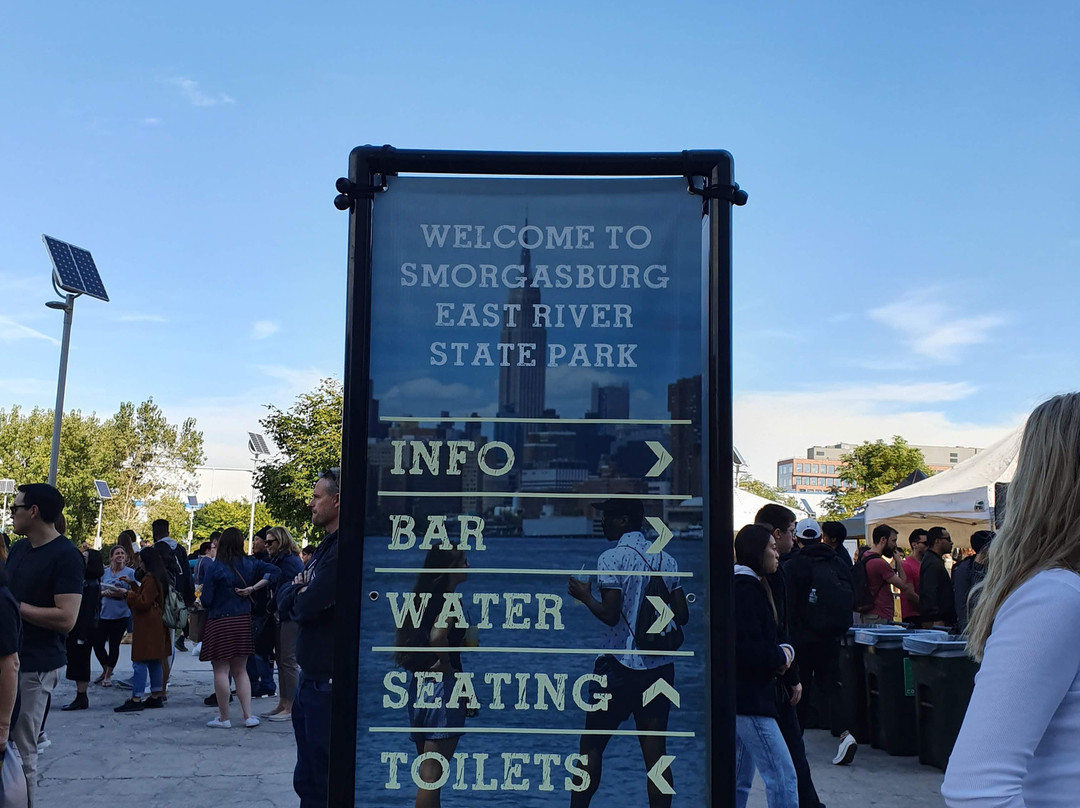 WELCOME TO
SMORGASBURG
EAST RIVER
STATE PARK
INFO
BAR
WATER
SEATING
TOILETS